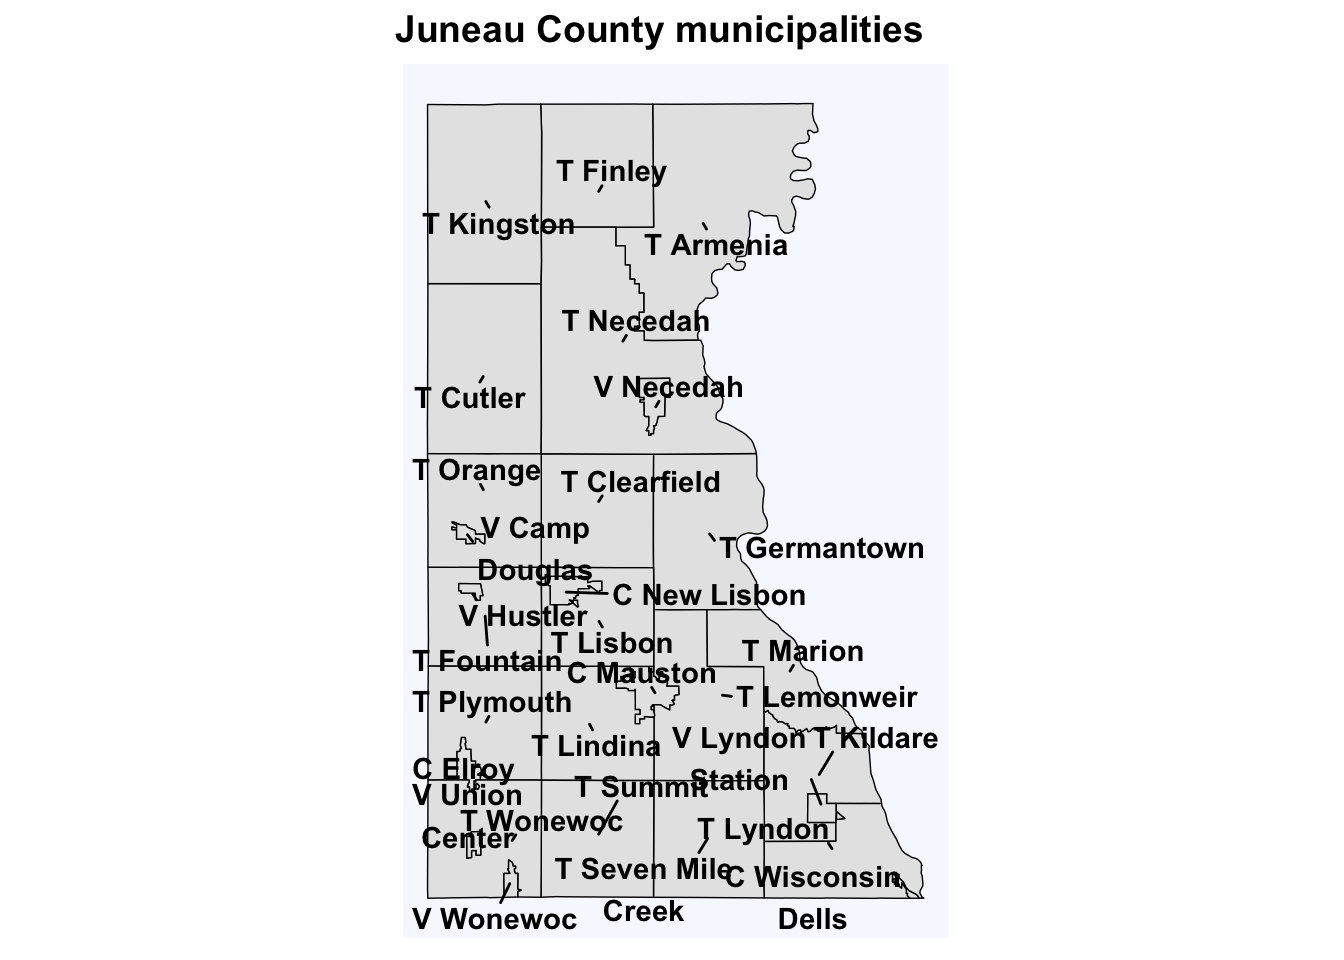 Juneau County municipalities
T Finley
T Kingston
T Armenia
T Necedah
V Necedah
T Cutler
T Orange
T Clearfield
V Camp
Douglas
T Germantown
C New Lisbon
V Hustler
T Lisbon
T Marion
T Fountain
C Mauston
T Plymouth
T Lemonweir
T Lindina
V Lyndon
Station
T Kildare
C Elroy
V Union
Center
T Summit
T Wonewoc
T Lyndon
T Seven Mile
Creek
C Wisconsin
Dells
V Wonewoc